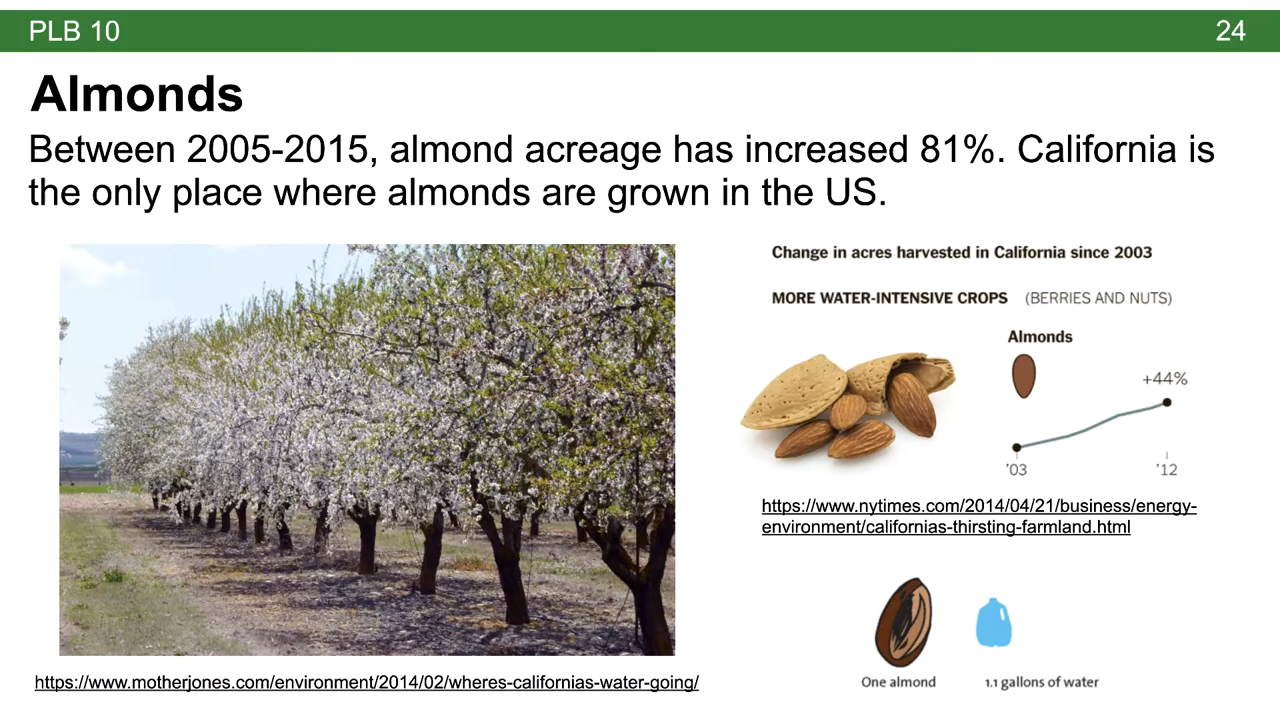 PLB 10
24
Almonds
Between 2005-2015, almond acreage has increased 81%. California is
the only place where almonds are grown in the US.
Change in acres harvested in California since 2003
MORE WATER-INTENSIVE CROPS (BERRIES AND NUTS)
Almonds
+44%
'03
'12
https://www.nytimes.com/2014/04/21/business/energy-
environment/californias-thirsting-farmland.html
One almond
1.1 gallons of water
https://www.motherjones.com/environment/2014/02/wheres-californias-water-going/